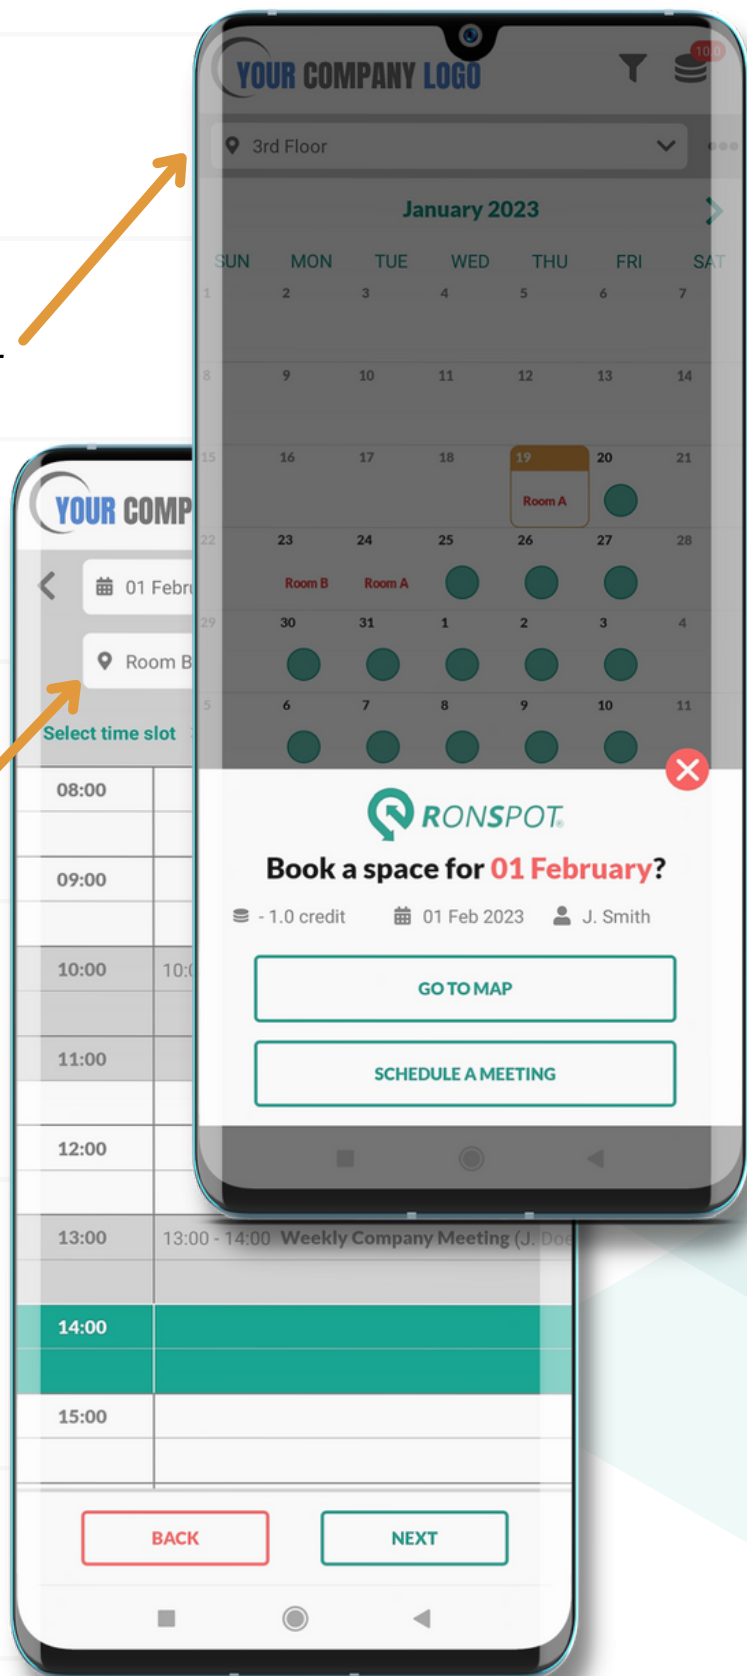 YOUR COMPANY LOGO
10.0
3rd Floor
January 2023
SUN MON TUE WED THU FRI SAT
1 2 3 4 5 6 7
8 9 10 11 12 13 14
15 16 17 18 19 20 21
Room A
22 23 24 25 26 27 28
Room B Room A
29 30 31 1 2 3 4
5 6 7 8 9 10 11
RONSPOT
Book a space for 01 February?
- 1.0 credit 01 Feb 2023 J. Smith
GO TO MAP
SCHEDULE A MEETING
YOUR COMP
01 Febru
Room B
Select time slot
08:00
09:00
10:00 10:0
11:00
12:00
13:00 13:00 - 14:00 Weekly Company Meeting (J. Doe
14:00
15:00
BACK NEXT